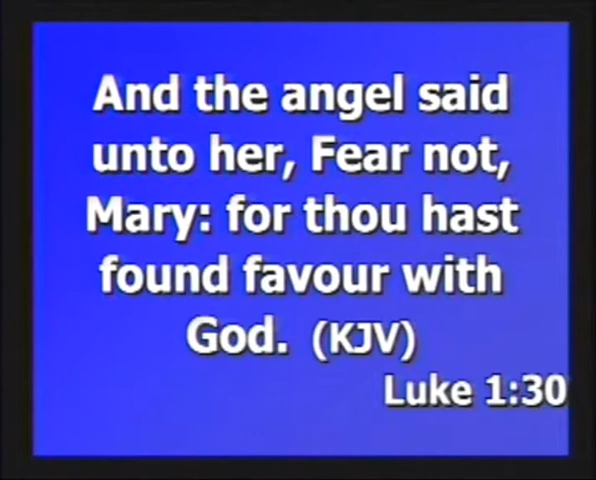 And the angel said
unto her, Fear not,
Mary: for thou hast
found favour with
God. (KJV)
Luke 1:30